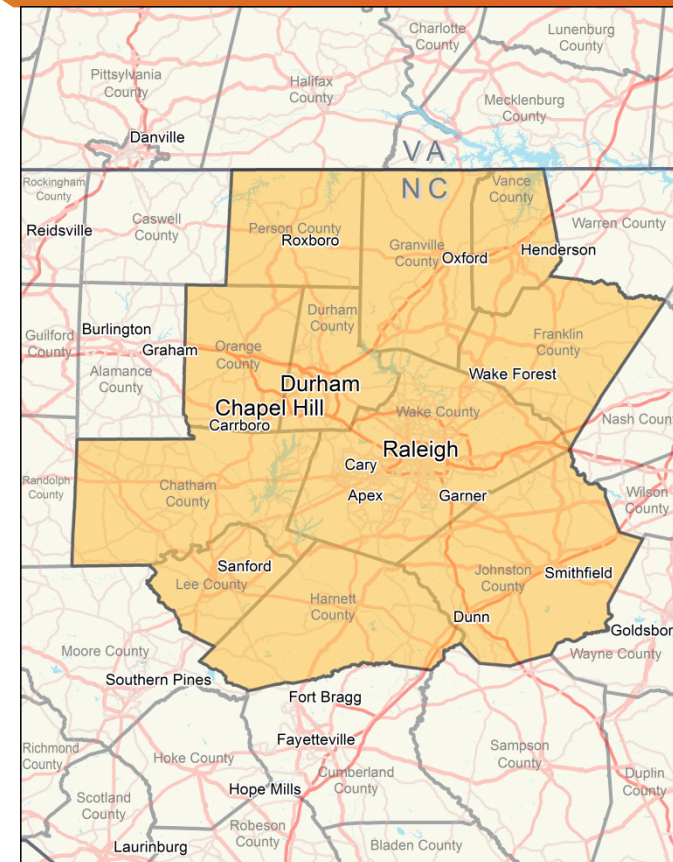 Charlotte
County
Lunenburg
County
Pittsylvania
County
Halifax
County
Mecklenburg
County
Danville
VA
NC
Rockingham
County
Caswell
County
Person County
Roxboro
Granville
County
Oxford
Vance
County
Henderson
Warren County
Reidsville
Guilford
County
Burlington
Graham
Alamance
County
Orange
County
Durham
County
Franklin
County
Wake Forest
Durham
Chapel Hill
Carrboro
Wake County
Nash Coun
Raleigh
Cary
Apex
Garner
Randolph
County
Chatham
County
Wilson
County
Sanford
Lee County
Harnett
County
Johnston
County
Smithfield
Dunn
Goldsbor
Wayne County
Moore County
Southern Pines
Fort Bragg
Fayetteville
Cumberland
County
Sampson
County
Duplin
County
Richmond
County
Hoke County
Hope Mills
Scotland
County
Robeson
County
Bladen County
Laurinburg